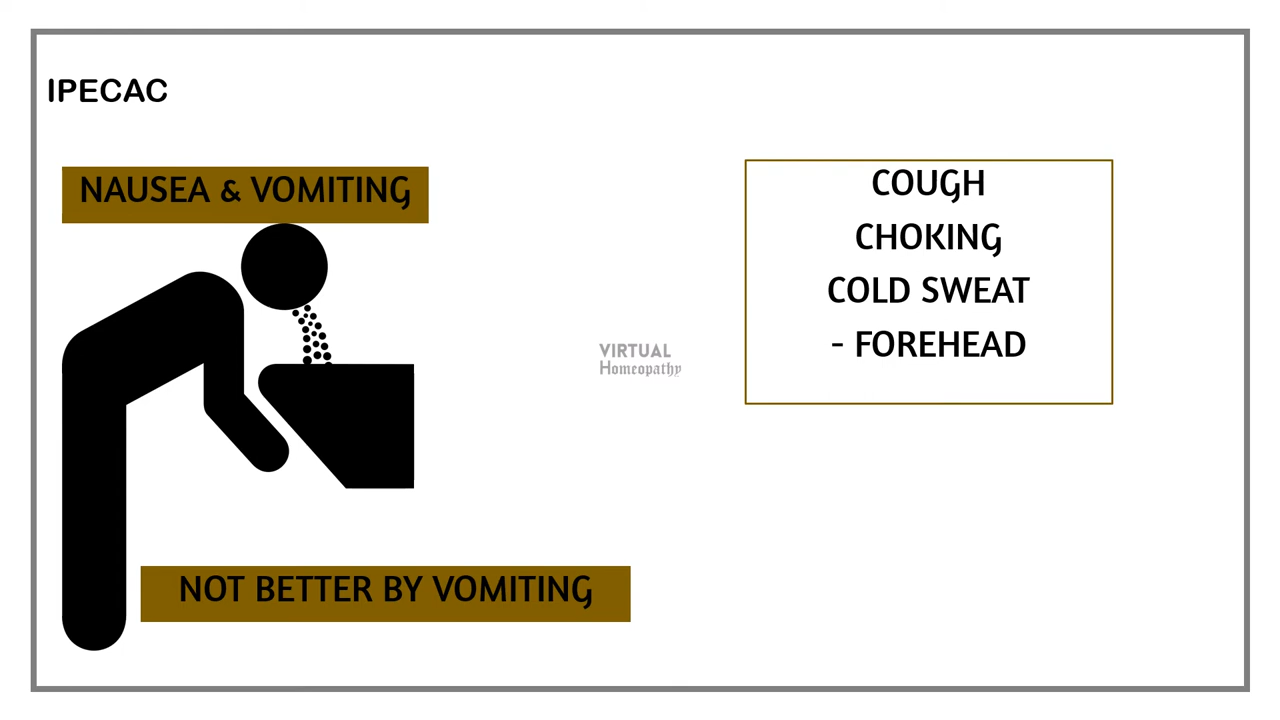 IPECAC
NAUSEA & VOMITING
COUGH
CHOKING
COLD SWEAT
- FOREHEAD
VIRTUAL
Homeopathy
NOT BETTER BY VOMITING